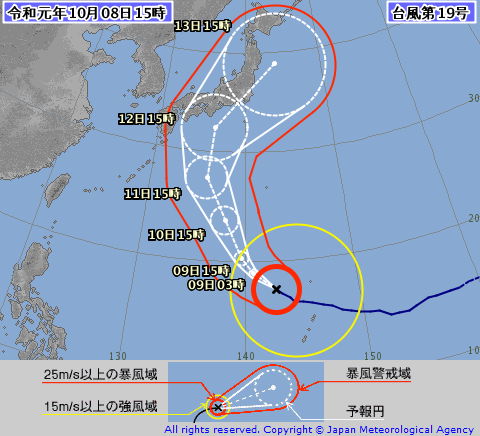 令和元年10月08日15時
台風第19号
13日15時
12日15時
11日15時
10日15時
09日15時
09日03時
30
20
10
130
140
150
25m/s以上の暴風域
暴風警戒域
15m/s以上の強風域
予報円
All rights reserved. Copyright © Japan Meteorological Agency